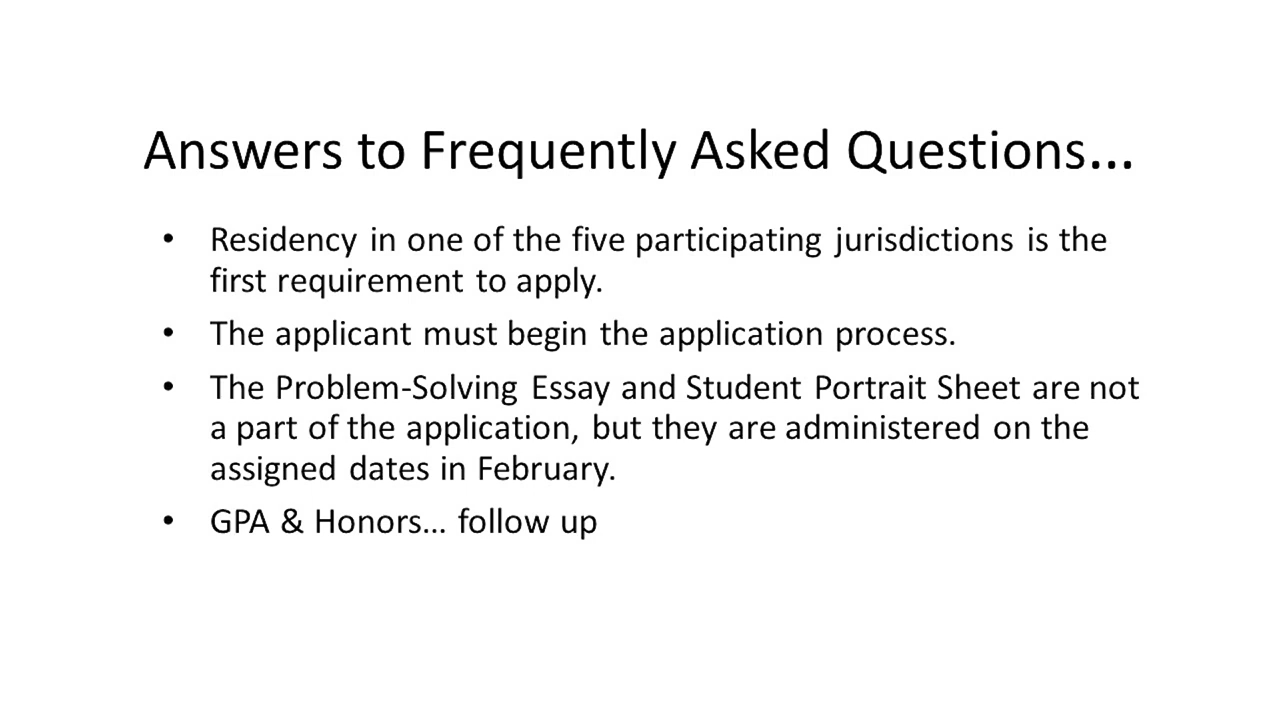 Answers to Frequently Asked Questions...
• Residency in one of the five participating jurisdictions is the
first requirement to apply.
• The applicant must begin the application process.
• The Problem-Solving Essay and Student Portrait Sheet are not
a part of the application, but they are administered on the
assigned dates in February.
• GPA & Honors... follow up